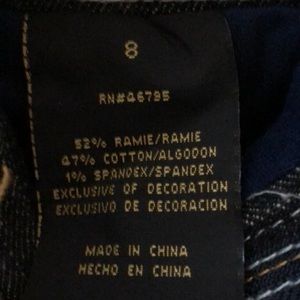 8
RN#46795
52% RAMIE/RAMIE
47% COTTON/ALGODON
1% SPANDEX/SPANDEX
EXCLUSIVE OF DECORATION
EXCLUSIVO DE DECORACION
MADE IN CHINA
HECHO EN CHINA